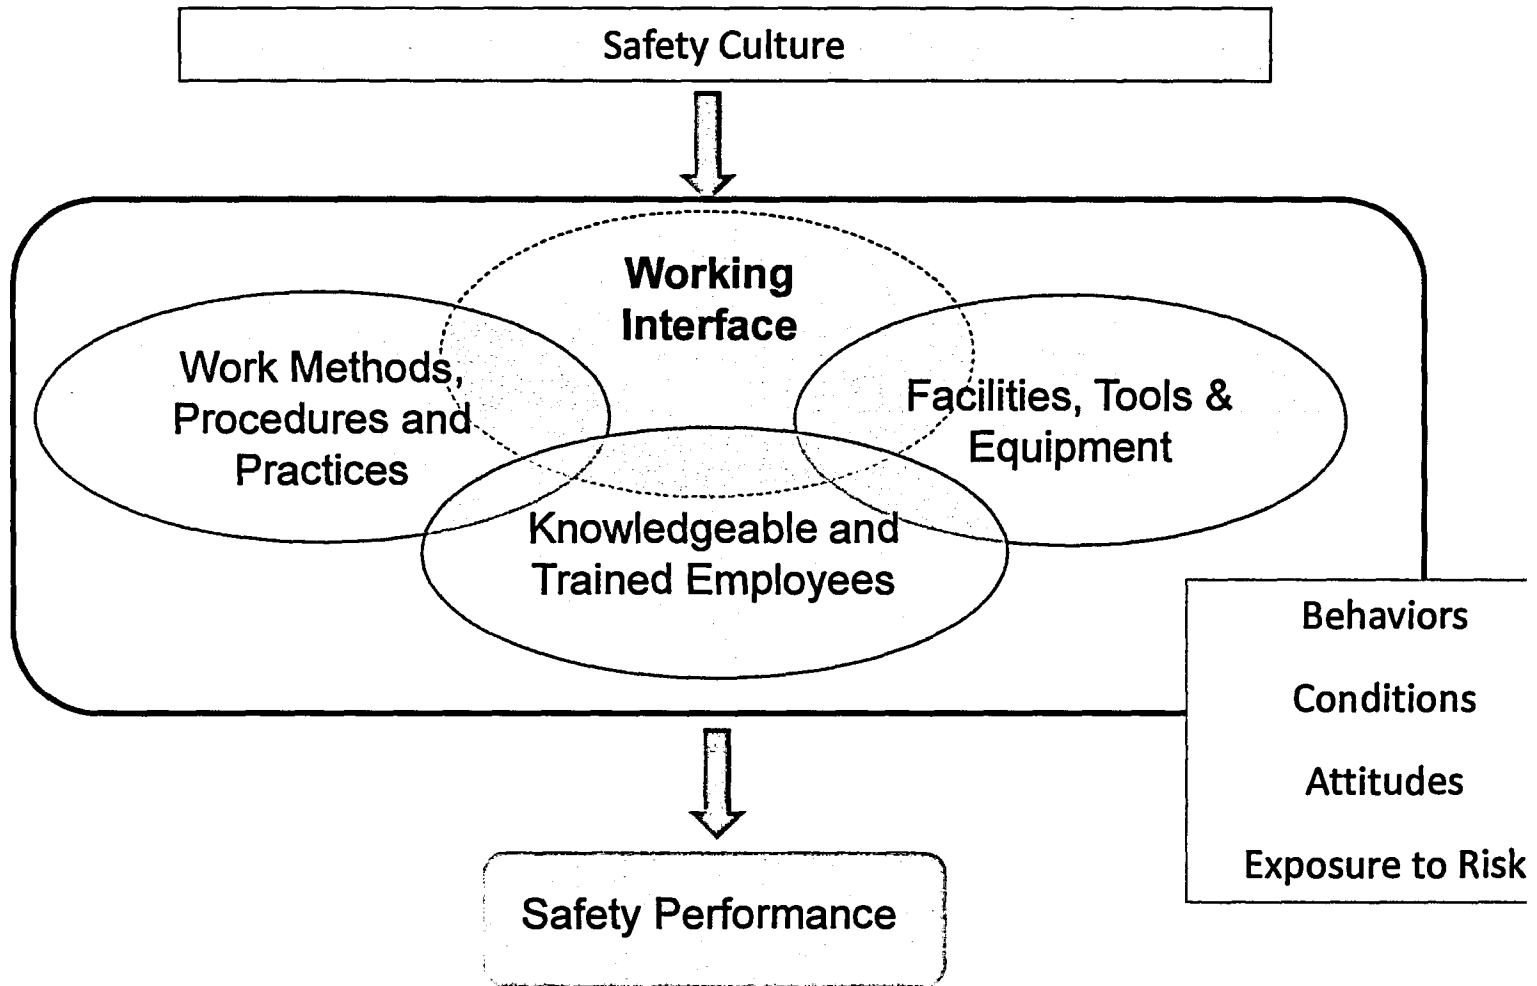 Safety Culture
Working
Interface
Work Methods,
Procedures and
Practices
Facilities, Tools &
Equipment
Knowledgeable and
Trained Employees
Behaviors
Conditions
Attitudes
Exposure to Risk
Safety Performance